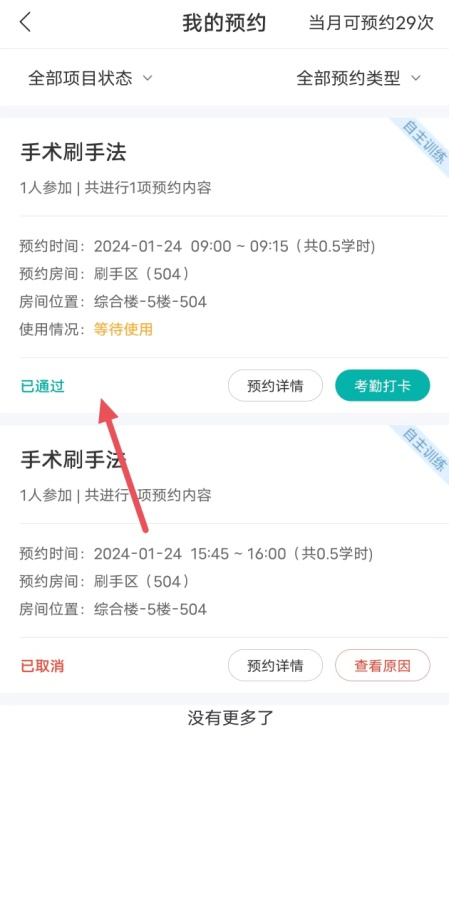 我的预约
当月可预约29次
全部项目状态
全部预约类型
自主训练
手术刷手法
1人参加 | 共进行1项预约内容
预约时间：2024-01-24 09:00 ~ 09:15（共0.5学时)
预约房间：刷手区（504）
房间位置：综合楼-5楼-504
使用情况：等待使用
已通过
预约详情
考勤打卡
自主训练
手术刷手法
1人参加 | 共进行项预约内容
预约时间：2024-01-24 15:45 ~ 16:00（共0.5学时)
预约房间：刷手区（504）
房间位置：综合楼-5楼-504
已取消
预约详情
查看原因
没有更多了